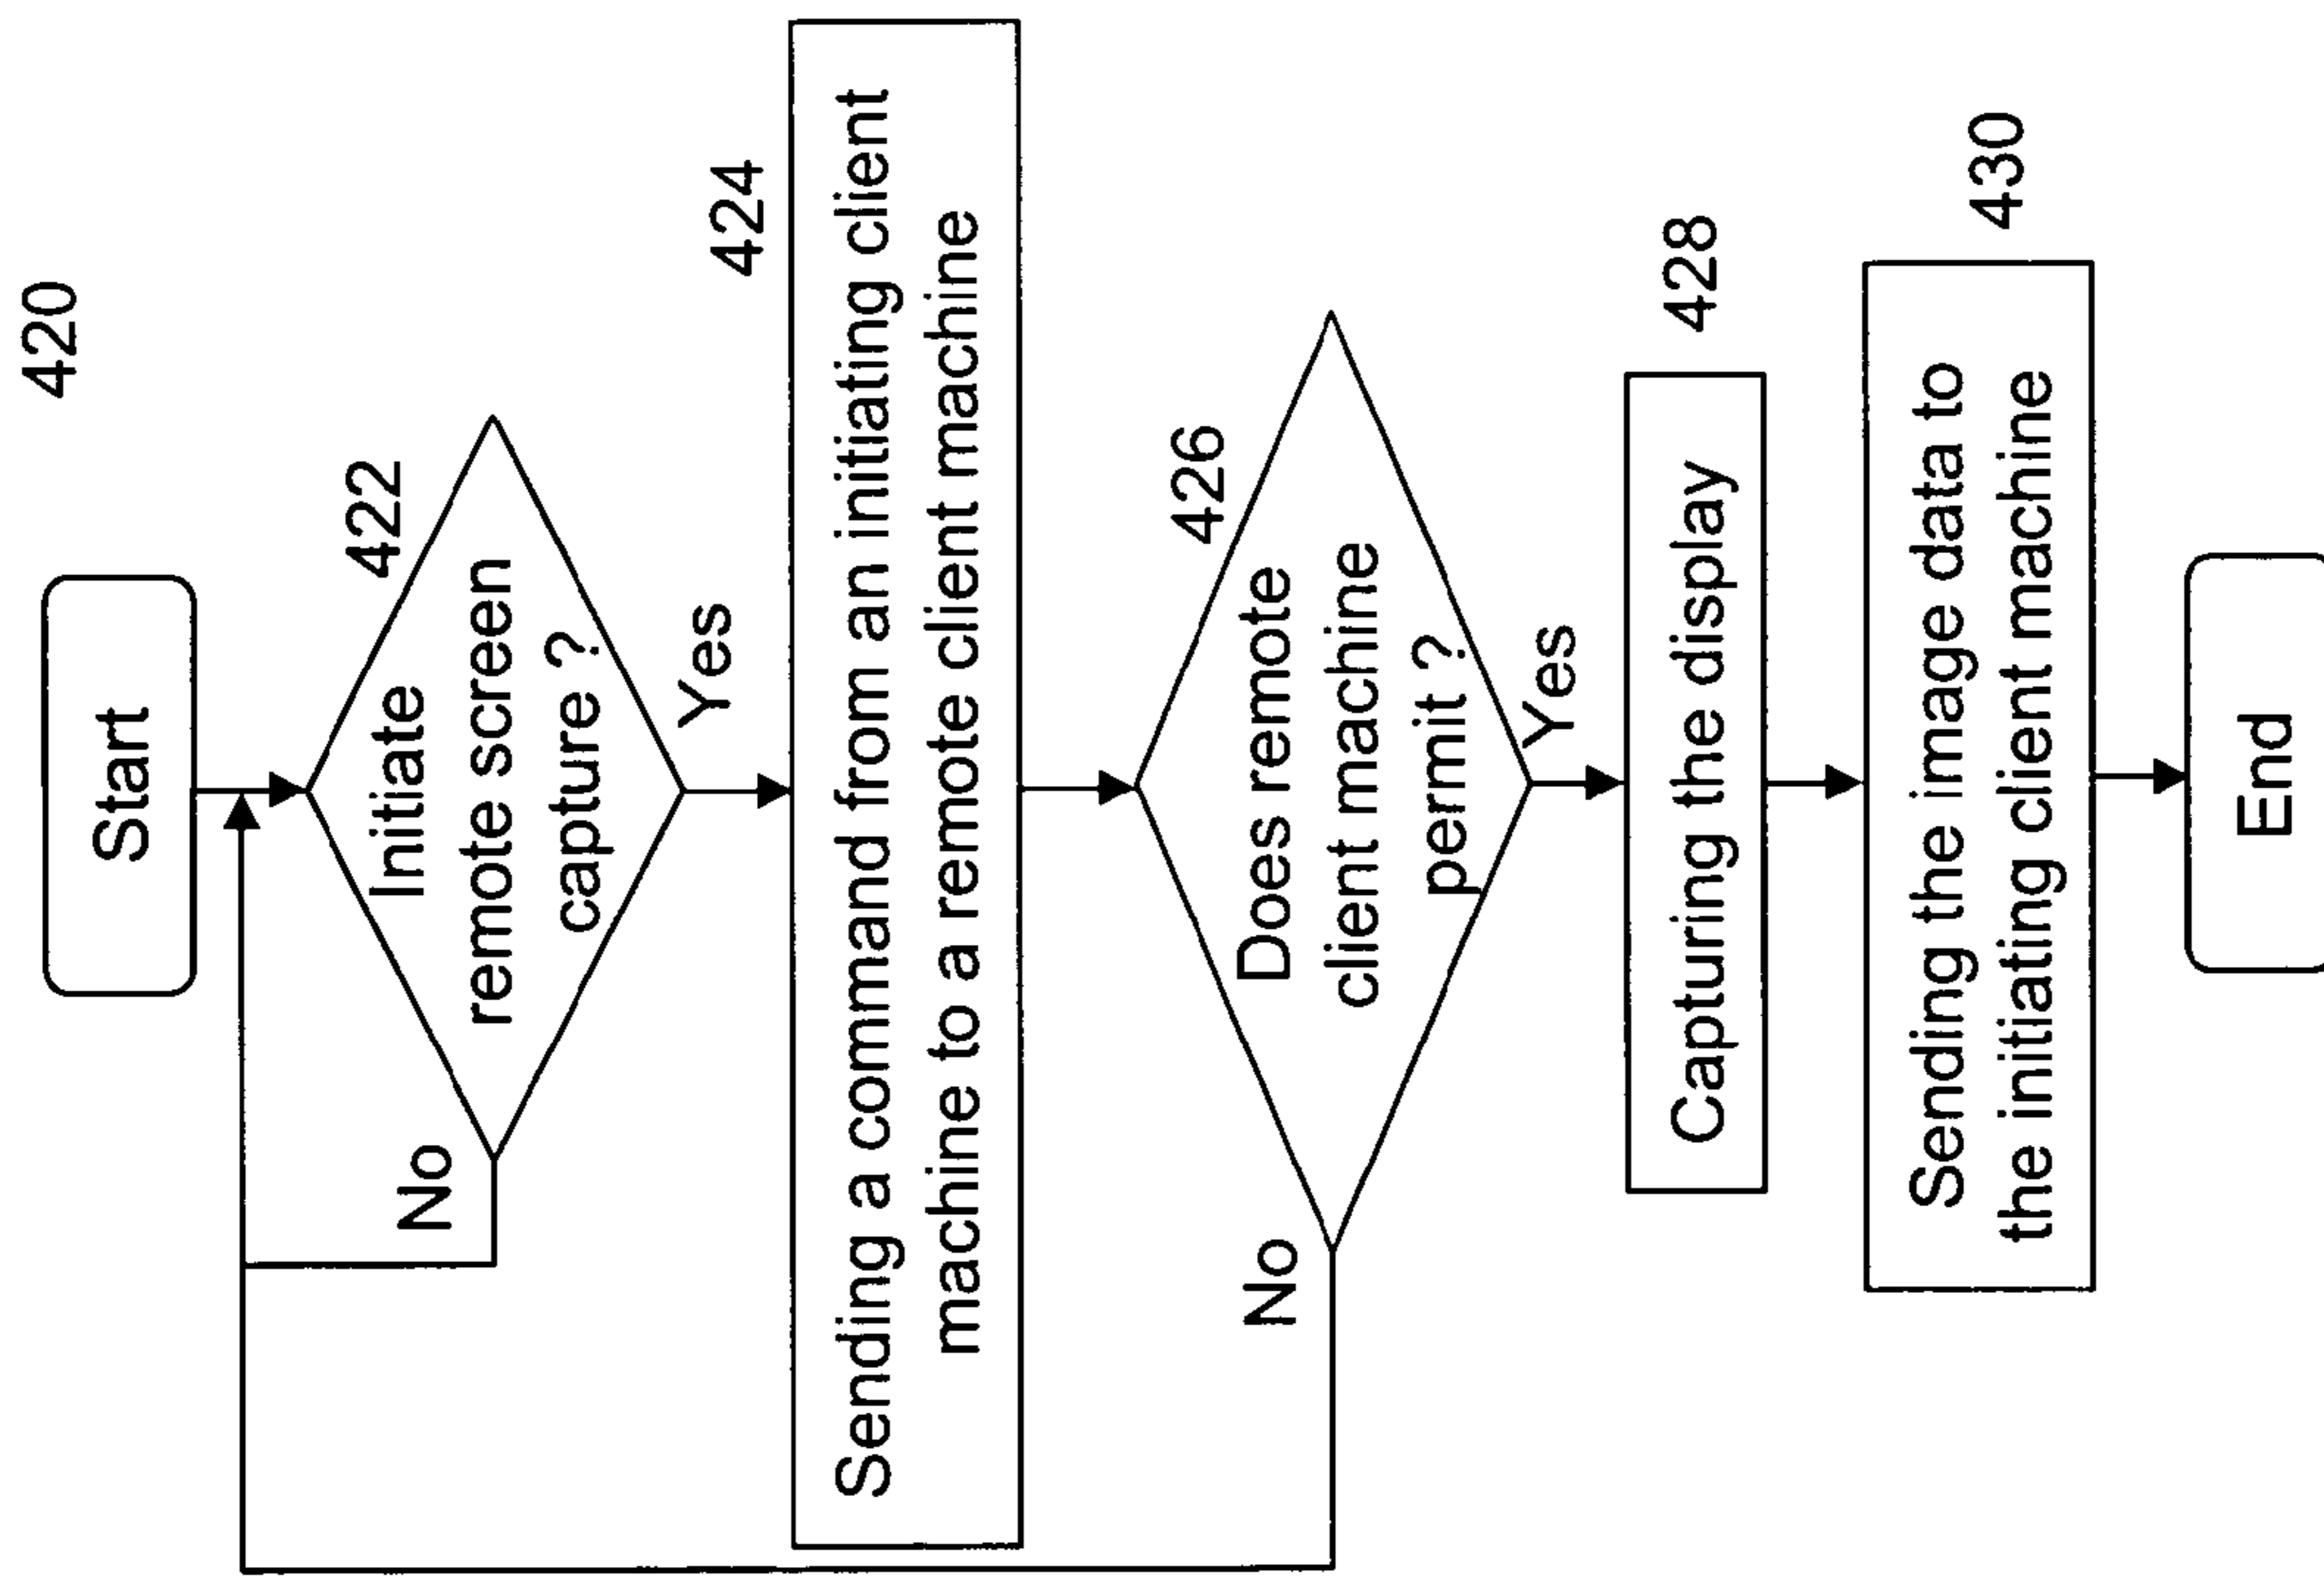 420
Start
422
Initiate
remote screen
capture ?
No
Yes
424
Sending a command from an initiating client
machine to a remote client machine
426
Does remote
client machine
permit ?
No
Yes
428
Capturing the display
430
Sending the image data to
the initiating client machine
End